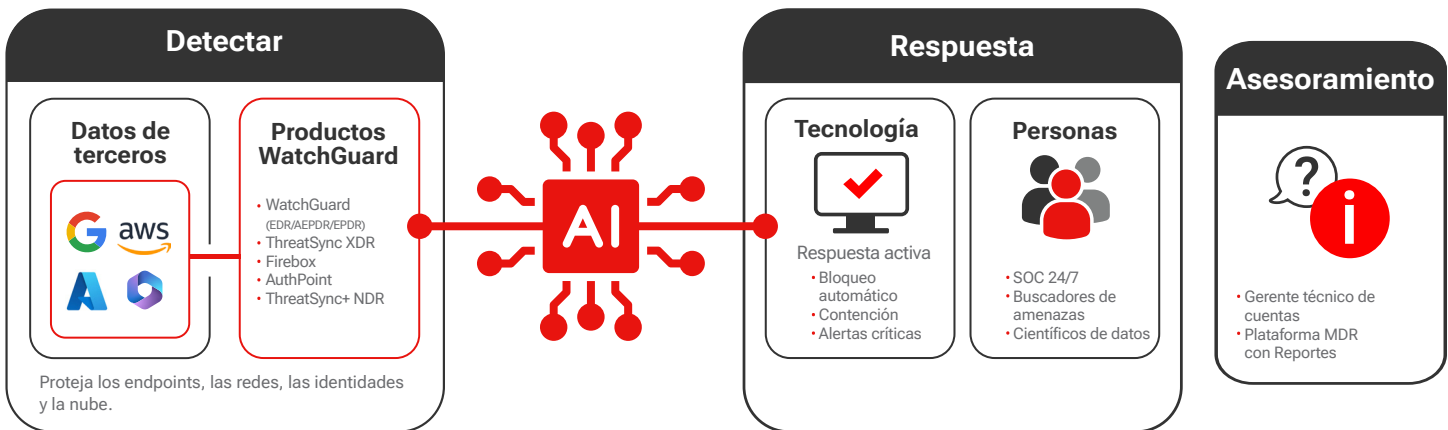 Detectar
Datos de
terceros
aws
Productos
WatchGuard
• WatchGuard
(EDR/AEPDR/EPDR)
• ThreatSync XDR
• Firebox
• AuthPoint
• ThreatSync+ NDR
Proteja los endpoints, las redes, las identidades
y la nube.
AI
Respuesta
Tecnología
Respuesta activa
• Bloqueo
automático
• Contención
• Alertas críticas
Personas
• SOC 24/7
• Buscadores de
amenazas
• Científicos de datos
Asesoramiento
?
i
• Gerente técnico de
cuentas
• Plataforma MDR
con Reportes